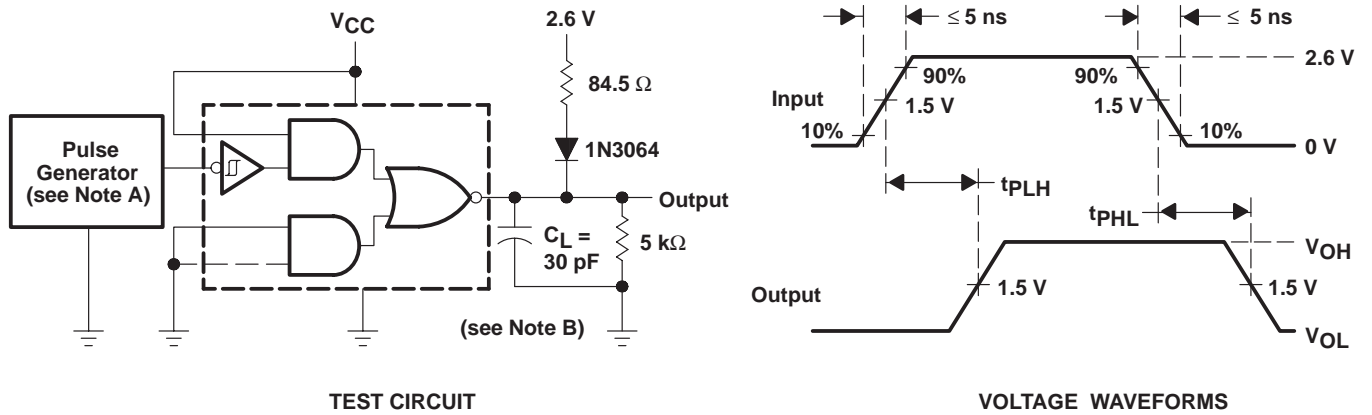 VCC
2.6 V
84.5 Ω
1N3064
Pulse
Generator
(see Note A)
Output
CL =
30 pF
5 kΩ
(see Note B)
TEST CIRCUIT
≤ 5 ns
≤ 5 ns
2.6 V
90%
90%
Input
1.5 V
1.5 V
10%
10%
0 V
tPLH
tPHL
VOH
Output
1.5 V
1.5 V
VOL
VOLTAGE WAVEFORMS